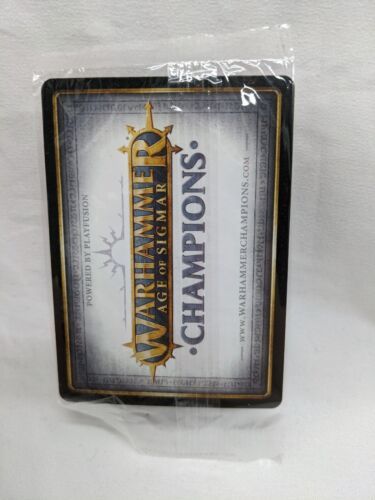 POWERED BY PLAYFUSION
WARHAMMER
AGE OF SIGMAR
·CHAMPIONS·
www.WARHAMMERCHAMPIONS.COM